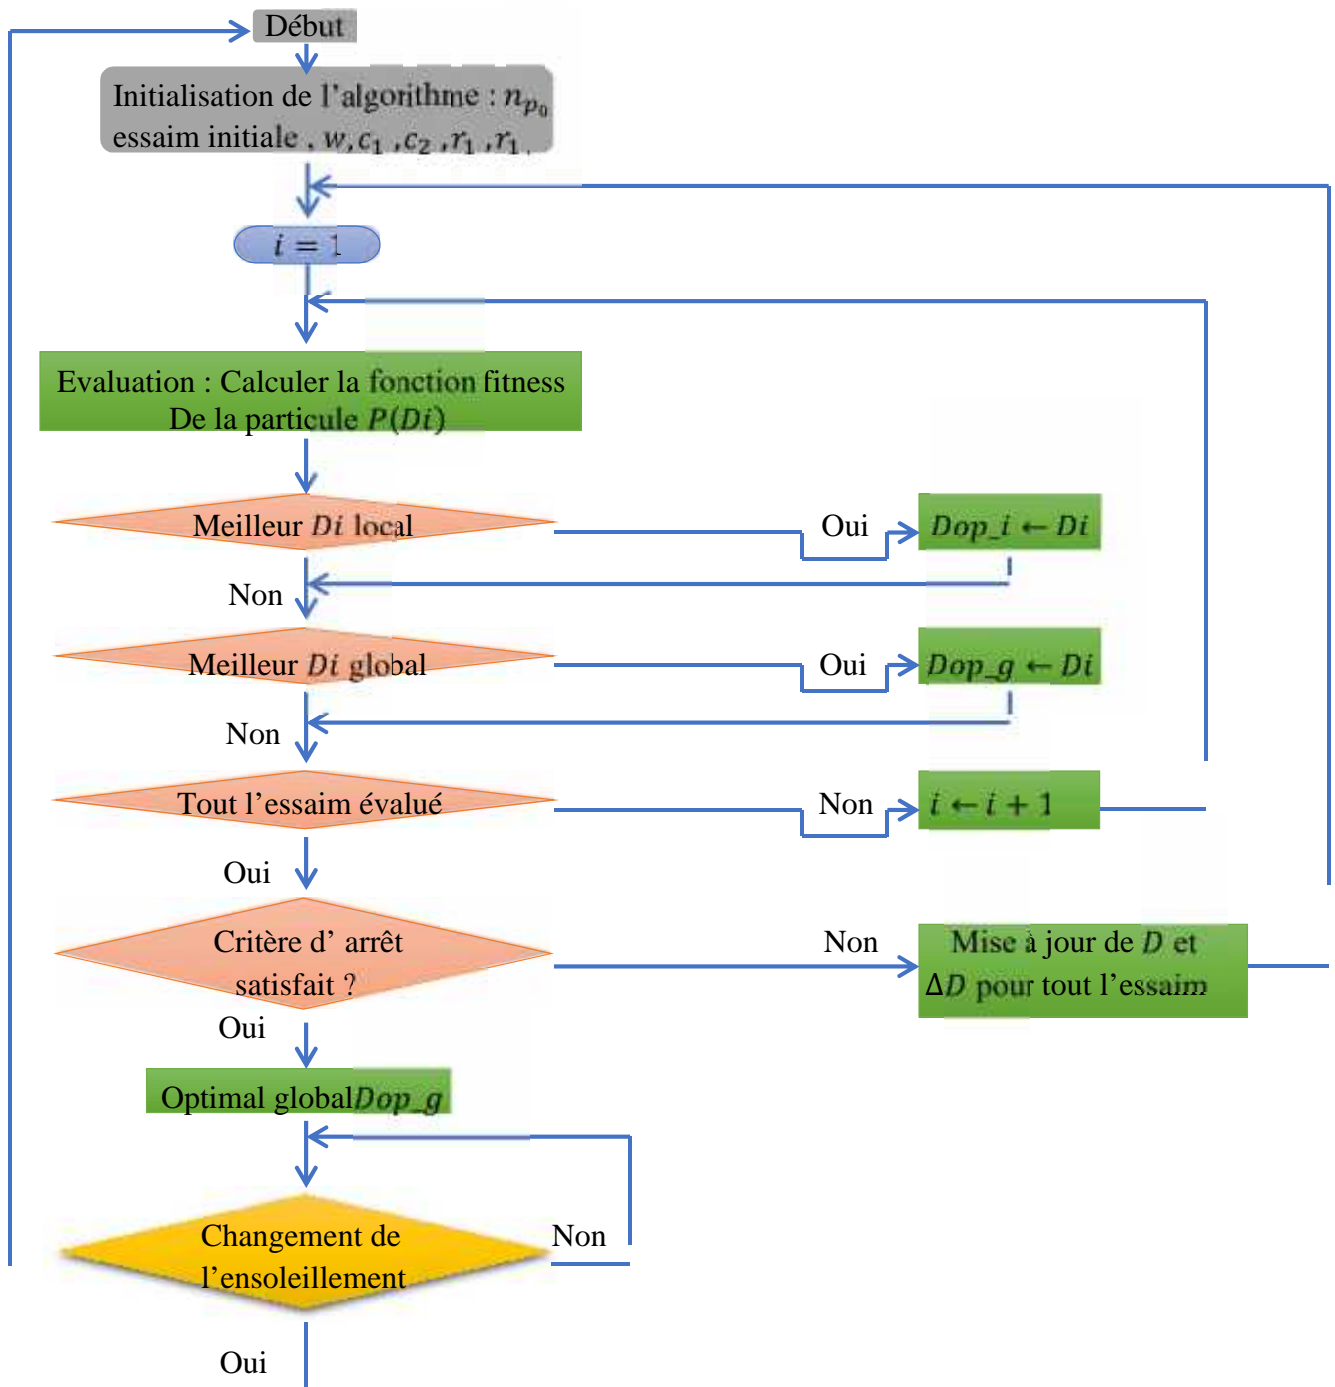 Début
Initialisation de l'algorithme : n_{p_0}
essaim initiale , w, c_1 , c_2 , r_1 , r_1 ,
i = 1
Evaluation : Calculer la fonction fitness
De la particule P(Di)
Meilleur Di local
Oui
Dop_i ← Di
Non
Meilleur Di global
Oui
Dop_g ← Di
Non
Tout l'essaim évalué
Non
i ← i + 1
Oui
Critère d' arrêt
satisfait ?
Non
Mise à jour de D et
ΔD pour tout l'essaim
Oui
Optimal globalDop_g
Changement de
l'ensoleillement
Non
Oui